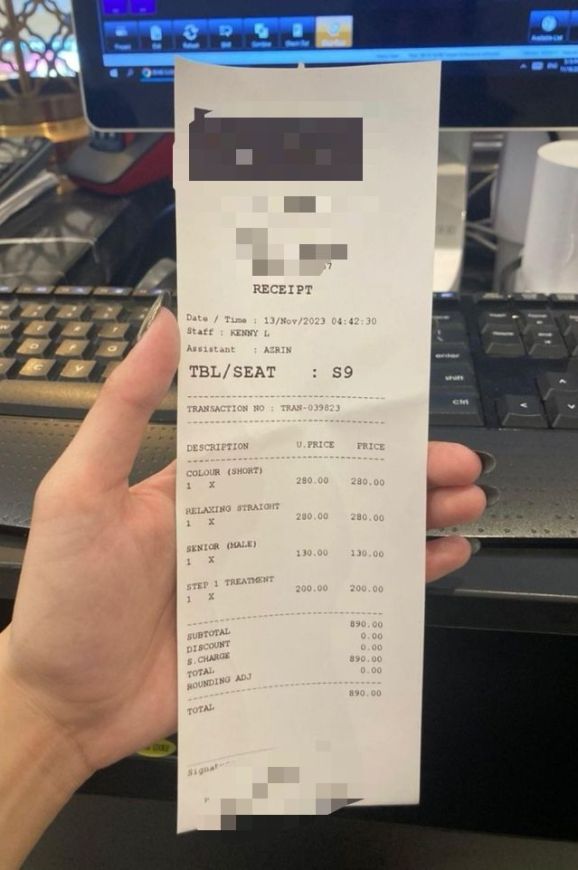 RECEIPT
Date / Time : 13/Nov/2023 04:42:30
Staff : KENNY L
Assistant : AZRIN
TBL/SEAT : S9
TRANSACTION NO : TRAN-039823
DESCRIPTION U.PRICE PRICE
COLOUR (SHORT)
1 X 280.00 280.00
RELAXING STRAIGHT
1 X 280.00 280.00
SENIOR (MALE)
1 X 130.00 130.00
STEP 1 TREATMENT
1 X 200.00 200.00
SUBTOTAL 890.00
DISCOUNT 0.00
S.CHARGE 0.00
TOTAL 890.00
ROUNDING ADJ 0.00
TOTAL 890.00
enter
shift
ctrl